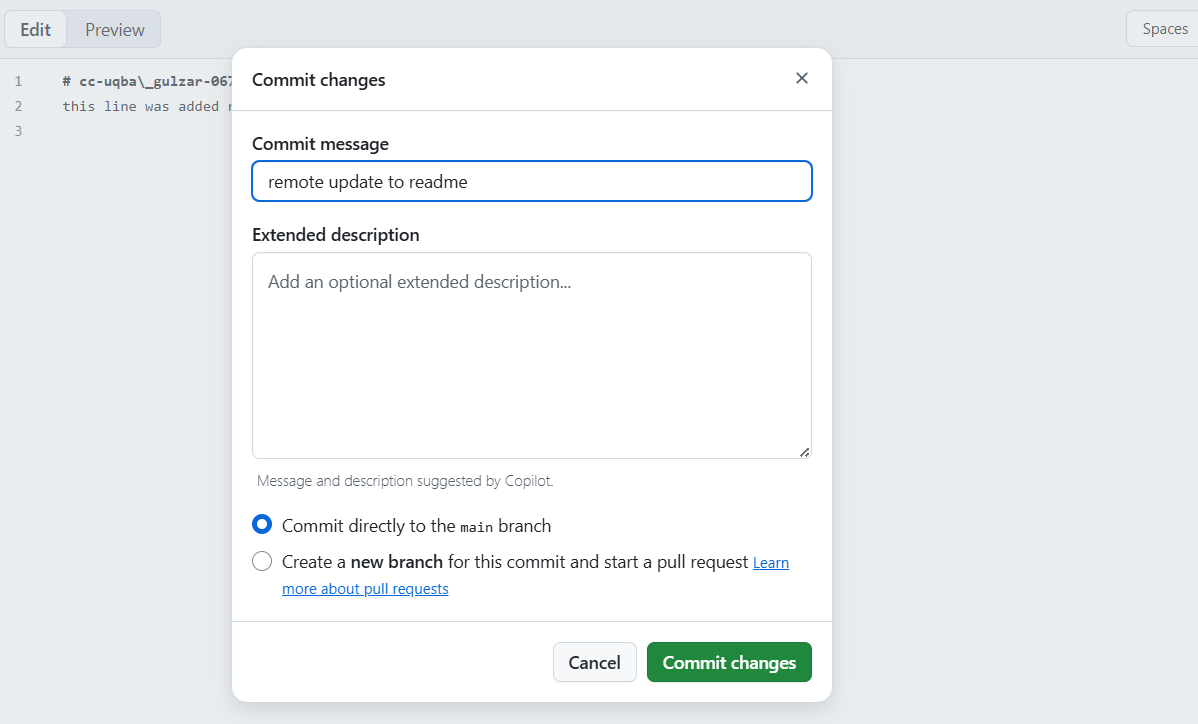 Edit Preview Spaces
1 # cc-uqba\_gulzar-067
2 this line was added
3
Commit changes
Commit message
remote update to readme
Extended description
Add an optional extended description...
Message and description suggested by Copilot.
Commit directly to the main branch
Create a new branch for this commit and start a pull request Learn
more about pull requests
Cancel Commit changes